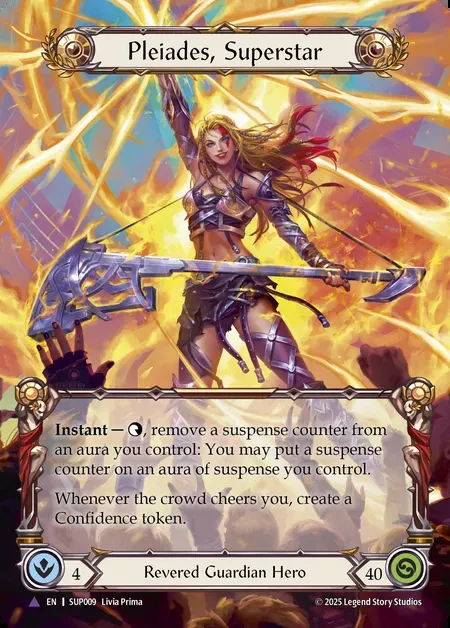 Pleiades, Superstar
Instant — , remove a suspense counter from
an aura you control: You may put a suspense
counter on an aura of suspense you control.
Whenever the crowd cheers you, create a
Confidence token.
4
Revered Guardian Hero
40
EN | SUP009 Livia Prima
© 2025 Legend Story Studios